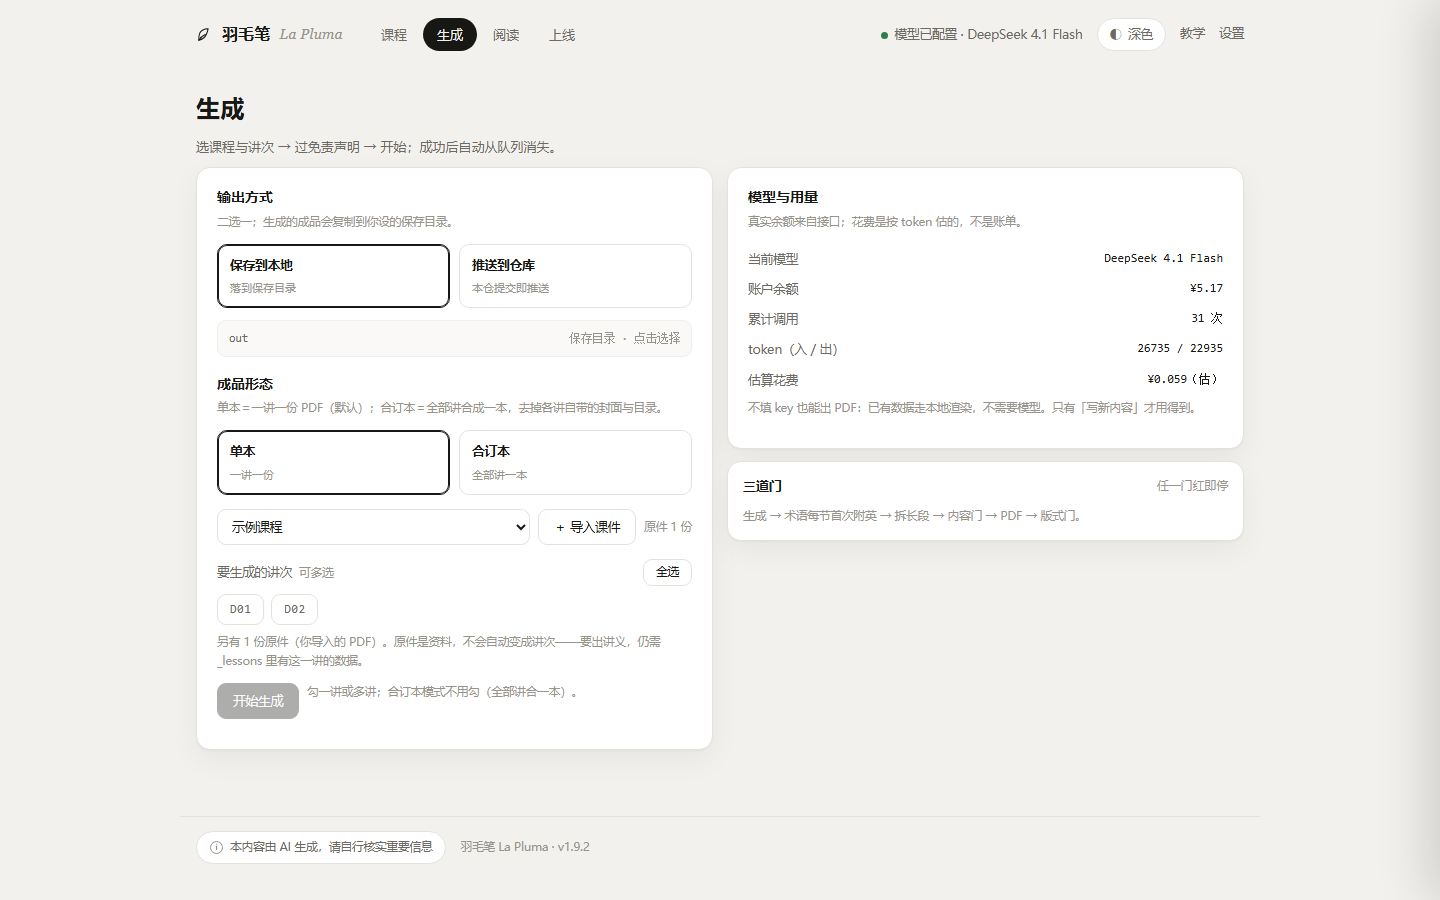 羽毛笔 La Pluma 课程 生成 阅读 上线 模型已配置 · DeepSeek 4.1 Flash 深色 教学 设置
生成
选课程与讲次 → 过免责声明 → 开始；成功后自动从队列消失。
输出方式
二选一；生成的成品会复制到你设的保存目录。
保存到本地
落到保存目录
推送到仓库
本仓提交即推送
out 保存目录 · 点击选择
成品形态
单本＝一讲一份 PDF（默认）；合订本＝全部讲合成一本，去掉各讲自带的封面与目录。
单本
一讲一份
合订本
全部讲一本
示例课程 ＋ 导入课件 原件 1 份
要生成的讲次 可多选 全选
D01 D02
另有 1 份原件（你导入的 PDF）。原件是资料，不会自动变成讲次——要出讲义，仍需
_lessons 里有这一讲的数据。
开始生成 勾一讲或多讲；合订本模式不用勾（全部讲合一本）。
模型与用量
真实余额来自接口；花费是按 token 估的，不是账单。
当前模型 DeepSeek 4.1 Flash
账户余额 ¥5.17
累计调用 31 次
token（入 / 出） 26735 / 22935
估算花费 ¥0.059（估）
不填 key 也能出 PDF：已有数据走本地渲染，不需要模型。只有「写新内容」才用得到。
三道门 任一门红即停
生成 → 术语每节首次附英 → 拆长段 → 内容门 → PDF → 版式门。
本内容由 AI 生成，请自行核实重要信息 羽毛笔 La Pluma · v1.9.2